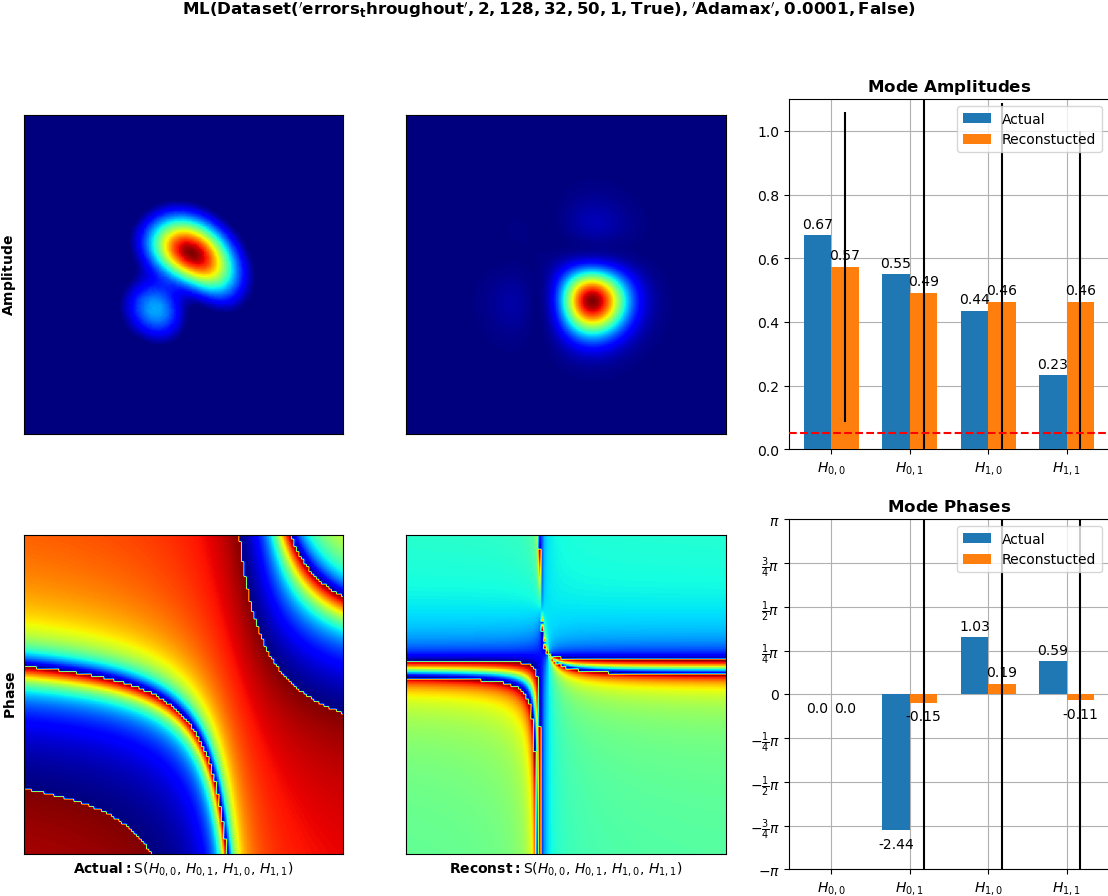 ML(Dataset('errors_throughout', 2, 128, 32, 50, 1, True), 'Adamax', 0.0001, False)
Amplitude
Mode Amplitudes
Actual
Reconstucted
1.0
0.8
0.6
0.4
0.2
0.0
0.67
0.57
0.55
0.49
0.44
0.46
0.23
0.46
H0,0
H0,1
H1,0
H1,1
Phase
Actual: S(H0,0, H0,1, H1,0, H1,1)
Reconst: S(H0,0, H0,1, H1,0, H1,1)
Mode Phases
Actual
Reconstucted
π
3/4π
1/2π
1/4π
0
−1/4π
−1/2π
−3/4π
−π
0.0
0.0
-2.44
-0.15
1.03
0.19
0.59
-0.11
H0,0
H0,1
H1,0
H1,1